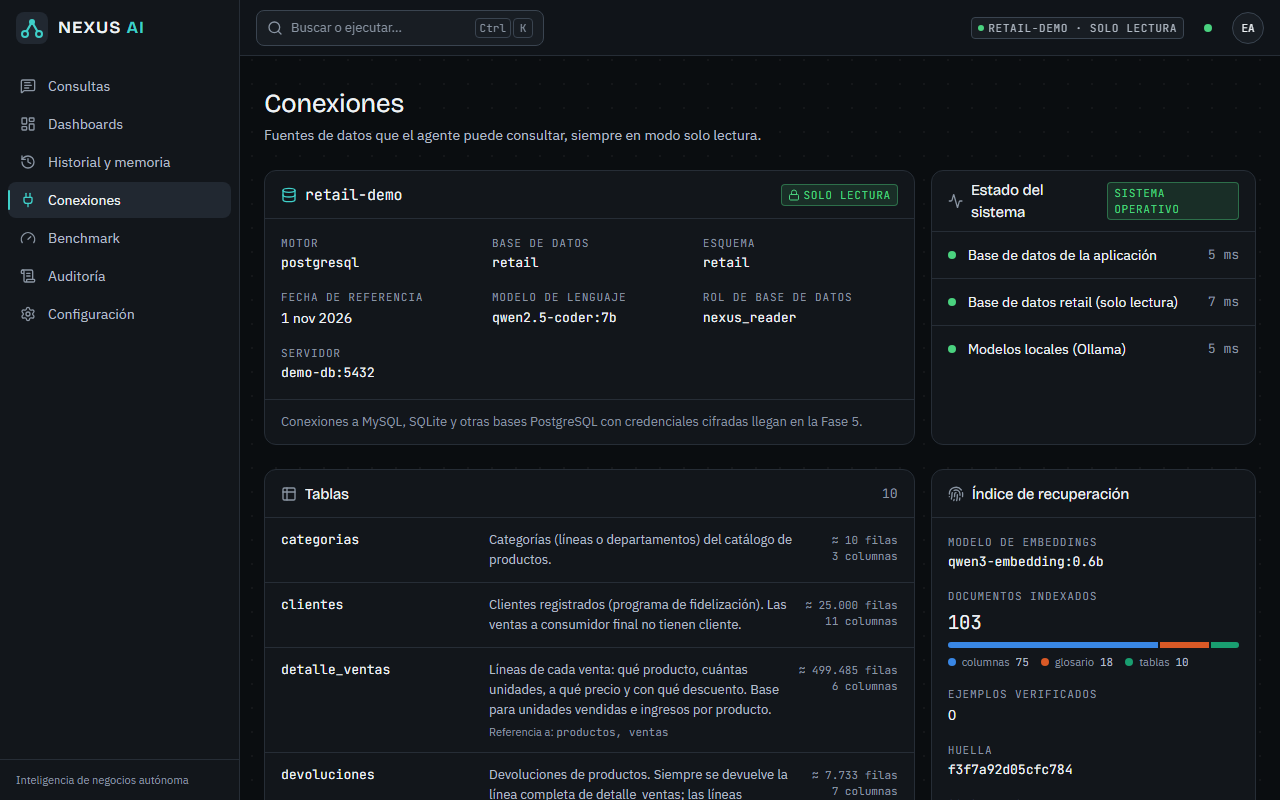 NEXUS AI
Buscar o ejecutar...
Ctrl K
RETAIL-DEMO · SOLO LECTURA
EA
Consultas
Dashboards
Historial y memoria
Conexiones
Benchmark
Auditoría
Configuración
Inteligencia de negocios autónoma
Conexiones
Fuentes de datos que el agente puede consultar, siempre en modo solo lectura.
retail-demo
SOLO LECTURA
MOTOR
postgresql
BASE DE DATOS
retail
ESQUEMA
retail
FECHA DE REFERENCIA
1 nov 2026
MODELO DE LENGUAJE
qwen2.5-coder:7b
ROL DE BASE DE DATOS
nexus_reader
SERVIDOR
demo-db:5432
Conexiones a MySQL, SQLite y otras bases PostgreSQL con credenciales cifradas llegan en la Fase 5.
Estado del
sistema
SISTEMA
OPERATIVO
Base de datos de la aplicación 5 ms
Base de datos retail (solo lectura) 7 ms
Modelos locales (Ollama) 5 ms
Tablas 10
categorias
Categorías (líneas o departamentos) del catálogo de
productos.
≈ 10 filas
3 columnas
clientes
Clientes registrados (programa de fidelización). Las
ventas a consumidor final no tienen cliente.
≈ 25.000 filas
11 columnas
detalle_ventas
Líneas de cada venta: qué producto, cuántas
unidades, a qué precio y con qué descuento. Base
para unidades vendidas e ingresos por producto.
Referencia a: productos, ventas
≈ 499.485 filas
6 columnas
devoluciones
Devoluciones de productos. Siempre se devuelve la
línea completa de detalle_ventas; las líneas
≈ 7.733 filas
7 columnas
Índice de recuperación
MODELO DE EMBEDDINGS
qwen3-embedding:0.6b
DOCUMENTOS INDEXADOS
103
columnas 75 glosario 18 tablas 10
EJEMPLOS VERIFICADOS
0
HUELLA
f3f7a92d05cfc784